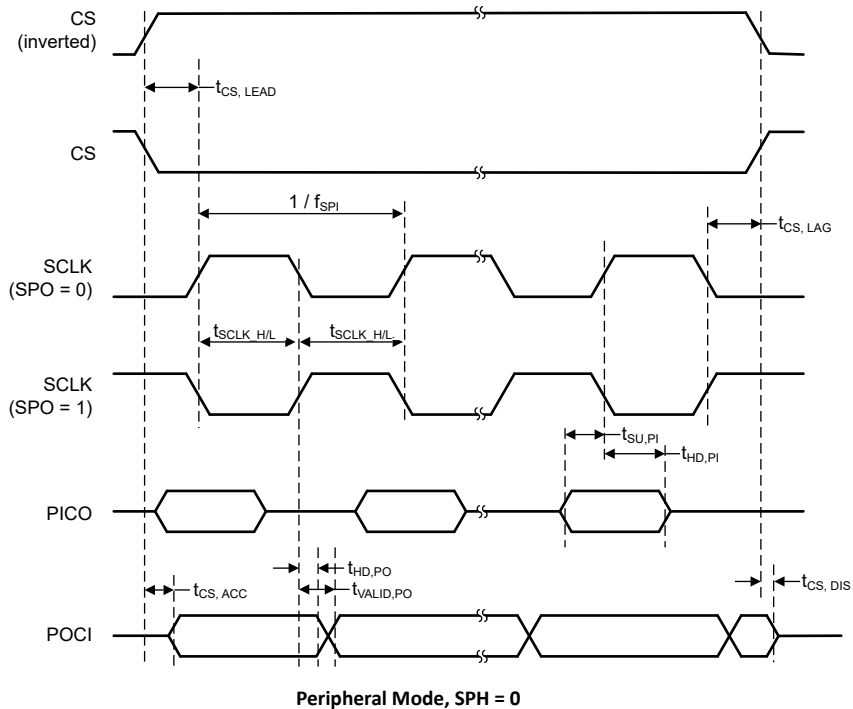 CS
(inverted)
tCS, LEAD
CS
1 / fSPI
tCS, LAG
SCLK
(SPO = 0)
tSCLK_H/L
tSCLK_H/L
SCLK
(SPO = 1)
tSU,PI
tHD,PI
PICO
tHD,PO
tCS, ACC
tVALID,PO
tCS, DIS
POCI
Peripheral Mode, SPH = 0